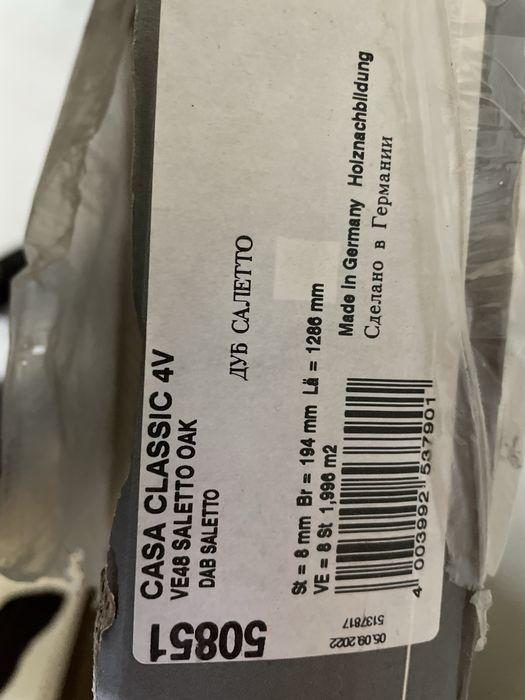 CASA CLASSIC 4V
VE48 SALETTO OAK
DAB SALETTO
ДУБ САЛЕТТО
St = 8 mm Br = 194 mm Lä = 1286 mm
VE = 8 St 1,996 m2
Made in Germany Holznachbildung
Сделано в Германии
4 003992 537901
50851
05.09.2022
5137817